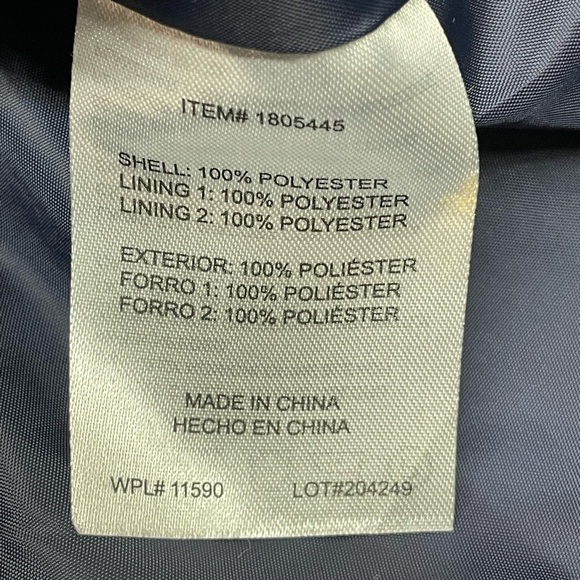 ITEM# 1805445
SHELL: 100% POLYESTER
LINING 1: 100% POLYESTER
LINING 2: 100% POLYESTER
EXTERIOR: 100% POLIÉSTER
FORRO 1: 100% POLIÉSTER
FORRO 2: 100% POLIÉSTER
MADE IN CHINA
HECHO EN CHINA
WPL# 11590 LOT#204249